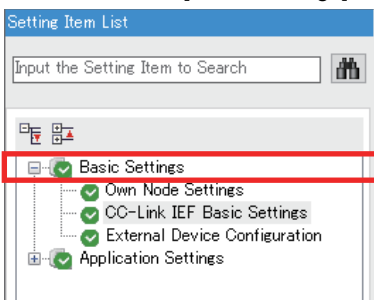 Setting Item List
Input the Setting Item to Search
Basic Settings
Own Node Settings
CC-Link IEF Basic Settings
External Device Configuration
Application Settings